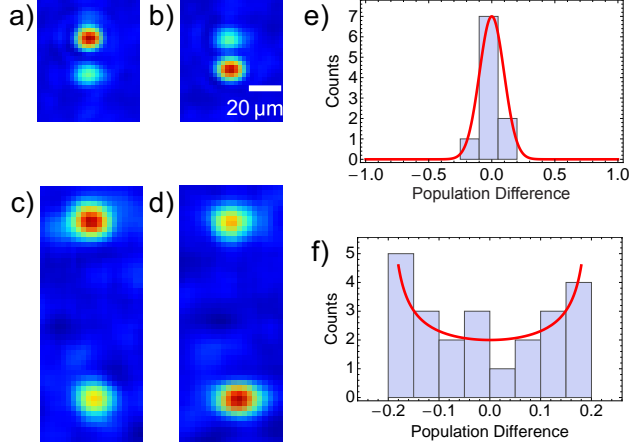 a)
b)
20 µm
c)
d)
e)
Counts
7
6
5
4
3
2
1
0
−1.0 −0.5 0.0 0.5 1.0
Population Difference
f)
Counts
5
4
3
2
1
0
−0.2 −0.1 0.0 0.1 0.2
Population Difference